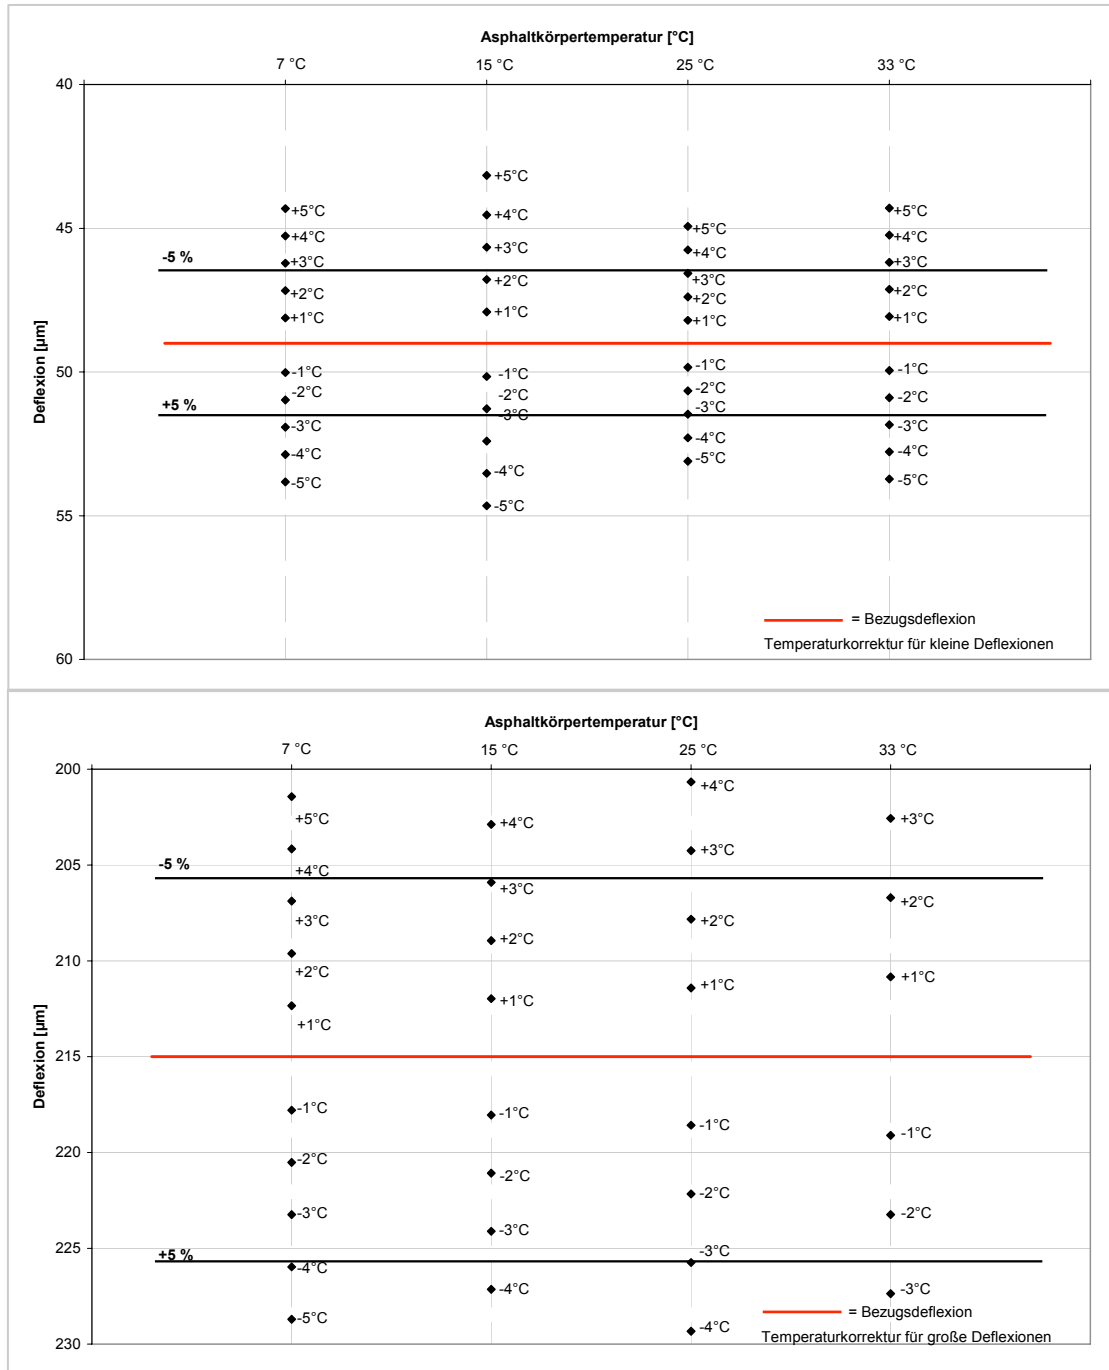 Asphaltkörpertemperatur [°C]
7 °C 15 °C 25 °C 33 °C
40
+5°C
45
+5°C +5°C +5°C
+4°C +4°C +4°C +4°C
-5 % +3°C +3°C +3°C +3°C
+2°C +2°C +2°C +2°C
+1°C +1°C +1°C +1°C
Deflexion [µm]
50 -1°C -1°C -1°C -1°C
-2°C -2°C -2°C -2°C
+5 % -3°C -3°C -3°C -3°C
-4°C -4°C -4°C -4°C
-5°C -5°C -5°C -5°C
55
= Bezugsdeflexion
Temperaturkorrektur für kleine Deflexionen
60
Asphaltkörpertemperatur [°C]
7 °C 15 °C 25 °C 33 °C
200
+4°C
+5°C +4°C +3°C
+3°C
205
-5 %
+4°C +3°C +2°C
+3°C +2°C +2°C
210
+2°C +1°C +1°C
+1°C +1°C
Deflexion [µm]
215
-1°C -1°C -1°C -1°C
220
-2°C -2°C -2°C -2°C
-3°C -3°C -3°C
225
+5 %
-4°C -4°C -3°C
-5°C -4°C
= Bezugsdeflexion
Temperaturkorrektur für große Deflexionen
230